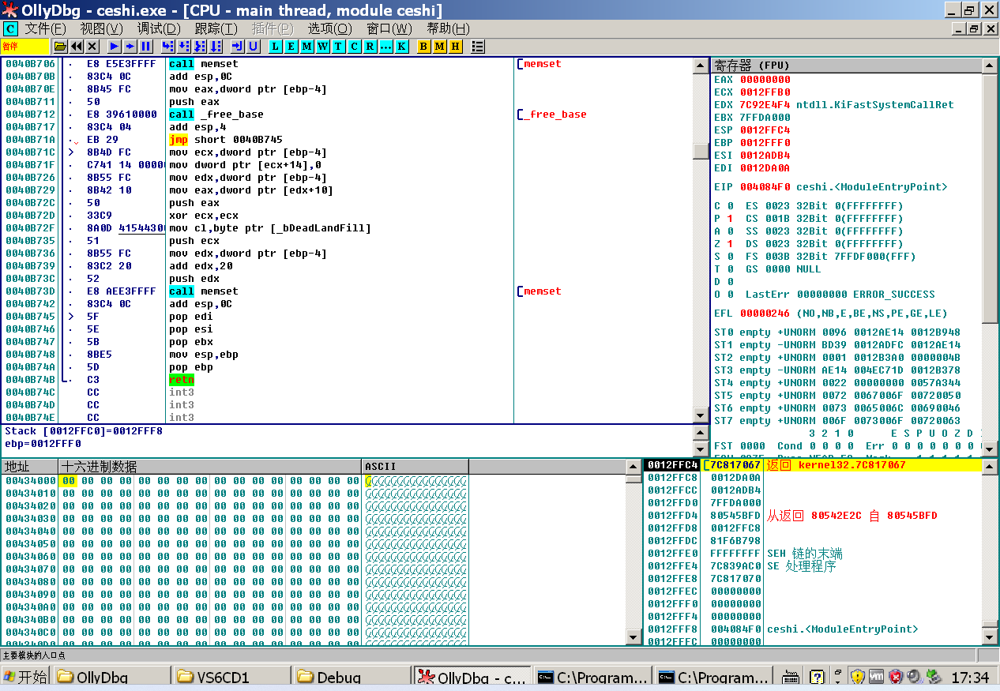 OllyDbg - ceshi.exe - [CPU - main thread, module ceshi]
C 文件(F) 视图(V) 调试(D) 跟踪(T) 插件(P) 选项(O) 窗口(W) 帮助(H)
暂停 L E M W T C R ... K B M H
0040B706 . E8 E5E3FFFF call memset [memset
0040B70B . 83C4 0C add esp,0C
0040B70E . 8B45 FC mov eax,dword ptr [ebp-4]
0040B711 . 50 push eax
0040B712 . E8 39610000 call _free_base [_free_base
0040B717 . 83C4 04 add esp,4
0040B71A . EB 29 jmp short 0040B745
0040B71C > 8B4D FC mov ecx,dword ptr [ebp-4]
0040B71F . C741 14 00000 mov dword ptr [ecx+14],0
0040B726 . 8B55 FC mov edx,dword ptr [ebp-4]
0040B729 . 8B42 10 mov eax,dword ptr [edx+10]
0040B72C . 50 push eax
0040B72D . 33C9 xor ecx,ecx
0040B72F . 8A0D 41544300 mov cl,byte ptr [_bDeadLandFill]
0040B735 . 51 push ecx
0040B736 . 8B55 FC mov edx,dword ptr [ebp-4]
0040B739 . 83C2 20 add edx,20
0040B73C . 52 push edx
0040B73D . E8 AEE3FFFF call memset [memset
0040B742 . 83C4 0C add esp,0C
0040B745 > 5F pop edi
0040B746 . 5E pop esi
0040B747 . 5B pop ebx
0040B748 . 8BE5 mov esp,ebp
0040B74A . 5D pop ebp
0040B74B . C3 retn
0040B74C CC int3
0040B74D CC int3
0040B74E CC int3
Stack [0012FFC0]=0012FFF8
ebp=0012FFF0
寄存器 (FPU)
EAX 00000000
ECX 0012FFB0
EDX 7C92E4F4 ntdll.KiFastSystemCallRet
EBX 7FFDA000
ESP 0012FFC4
EBP 0012FFF0
ESI 0012ADB4
EDI 0012DA0A
EIP 004084F0 ceshi.<ModuleEntryPoint>
C 0 ES 0023 32Bit 0(FFFFFFFF)
P 1 CS 001B 32Bit 0(FFFFFFFF)
A 0 SS 0023 32Bit 0(FFFFFFFF)
Z 1 DS 0023 32Bit 0(FFFFFFFF)
S 0 FS 003B 32Bit 7FFDF000(FFF)
T 0 GS 0000 NULL
D 0
O 0 LastErr 00000000 ERROR_SUCCESS
EFL 00000246 (NO,NB,E,BE,NS,PE,GE,LE)
ST0 empty +UNORM 0096 0012AE14 0012B948
ST1 empty -UNORM BD39 0012ADFC 0012AE14
ST2 empty +UNORM 0001 0012B3A0 0000004B
ST3 empty -UNORM AE14 004EC71D 0012B378
ST4 empty +UNORM 0022 00000000 0057A344
ST5 empty +UNORM 0072 0067006F 00720050
ST6 empty +UNORM 0073 0065006C 00690046
ST7 empty +UNORM 006F 0073006F 00720063
3 2 1 0 E S P U O Z D I
FST 0000 Cond 0 0 0 0 Err 0 0 0 0 0 0 0 0
地址 十六进制数据 ASCII
00434000 00 00 00 00 00 00 00 00 00 00 00 00 00 00 00 00
00434010 00 00 00 00 00 00 00 00 00 00 00 00 00 00 00 00
00434020 00 00 00 00 00 00 00 00 00 00 00 00 00 00 00 00
00434030 00 00 00 00 00 00 00 00 00 00 00 00 00 00 00 00
00434040 00 00 00 00 00 00 00 00 00 00 00 00 00 00 00 00
00434050 00 00 00 00 00 00 00 00 00 00 00 00 00 00 00 00
00434060 00 00 00 00 00 00 00 00 00 00 00 00 00 00 00 00
00434070 00 00 00 00 00 00 00 00 00 00 00 00 00 00 00 00
00434080 00 00 00 00 00 00 00 00 00 00 00 00 00 00 00 00
00434090 00 00 00 00 00 00 00 00 00 00 00 00 00 00 00 00
004340A0 00 00 00 00 00 00 00 00 00 00 00 00 00 00 00 00
004340B0 00 00 00 00 00 00 00 00 00 00 00 00 00 00 00 00
004340C0 00 00 00 00 00 00 00 00 00 00 00 00 00 00 00 00
0012FFC4 [7C817067 返回 kernel32.7C817067
0012FFC8 0012DA0A
0012FFCC 0012ADB4
0012FFD0 7FFDA000
0012FFD4 80545BFD 从返回 80542E2C 自 80545BFD
0012FFD8 0012FFC8
0012FFDC 81F6B798
0012FFE0 FFFFFFFF SEH 链的末端
0012FFE4 7C839AC0 SE 处理程序
0012FFE8 7C817070
0012FFEC 00000000
0012FFF0 00000000
0012FFF4 00000000
0012FFF8 004084F0 ceshi.<ModuleEntryPoint>
0012FFFC 00000000
主要模块的入口点
开始 OllyDbg VS6CD1 Debug OllyDbg - c... C:\Program... C:\Program... 17:34